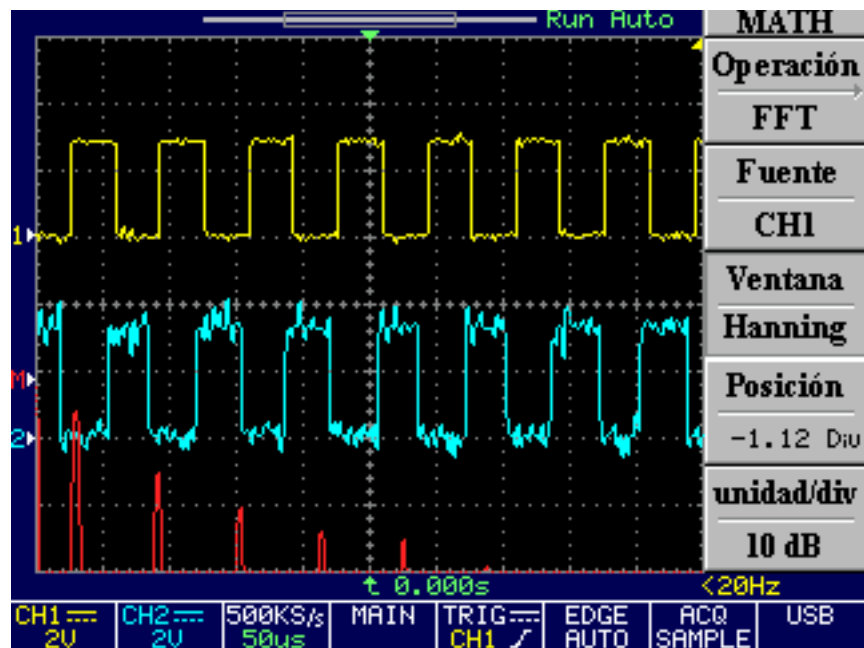 Run Auto
MATH
Operación
FFT
Fuente
CH1
Ventana
Hanning
Posición
-1.12 Div
unidad/div
10 dB
1
M
2
0.000s
<20Hz
CH1
2V
CH2
2V
500KS/s
50us
MAIN
TRIG
CH1
EDGE
AUTO
ACQ
SAMPLE
USB